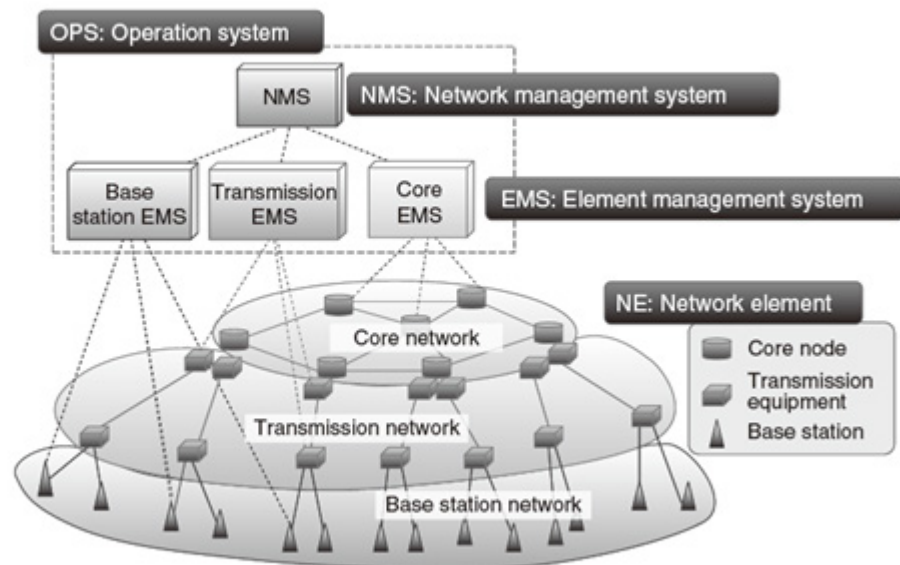 OPS: Operation system
NMS
NMS: Network management system
Base
station EMS
Transmission
EMS
Core
EMS
EMS: Element management system
NE: Network element
Core node
Transmission
equipment
Base station
Core network
Transmission network
Base station network